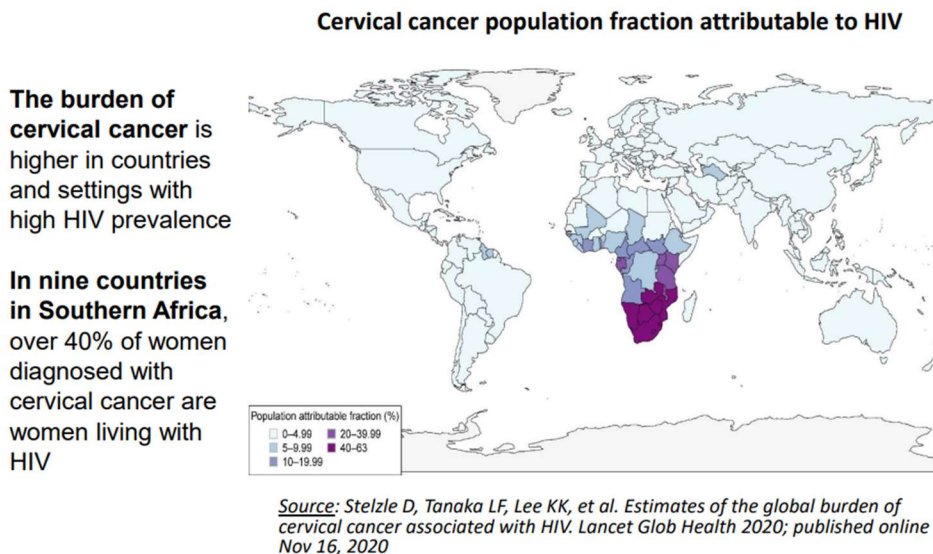 Cervical cancer population fraction attributable to HIV
The burden of
cervical cancer is
higher in countries
and settings with
high HIV prevalence
In nine countries
in Southern Africa,
over 40% of women
diagnosed with
cervical cancer are
women living with
HIV
Population attributable fraction (%)
0–4.99
5–9.99
10–19.99
20–39.99
40–63
Source: Stelzle D, Tanaka LF, Lee KK, et al. Estimates of the global burden of
cervical cancer associated with HIV. Lancet Glob Health 2020; published online
Nov 16, 2020